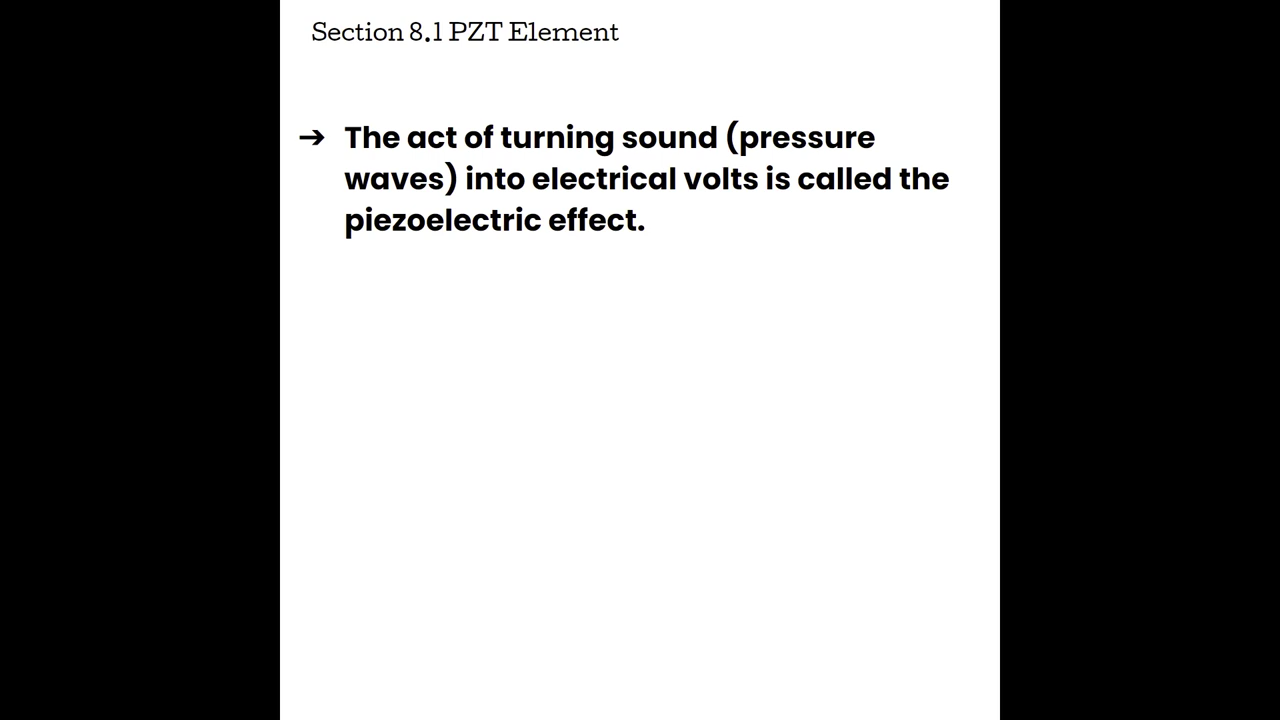 Section 8.1 PZT Element
➔ The act of turning sound (pressure
waves) into electrical volts is called the
piezoelectric effect.